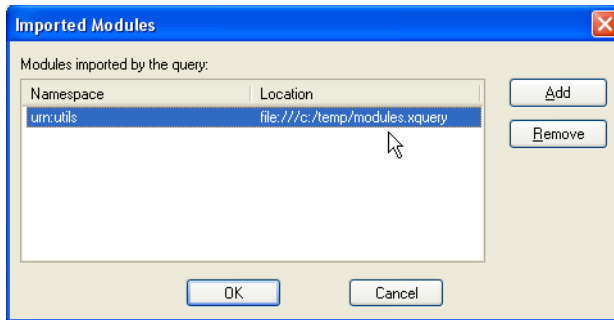 Imported Modules
Modules imported by the query:
Namespace Location
urn:utils file:///c:/temp/modules.xquery
Add
Remove
OK Cancel